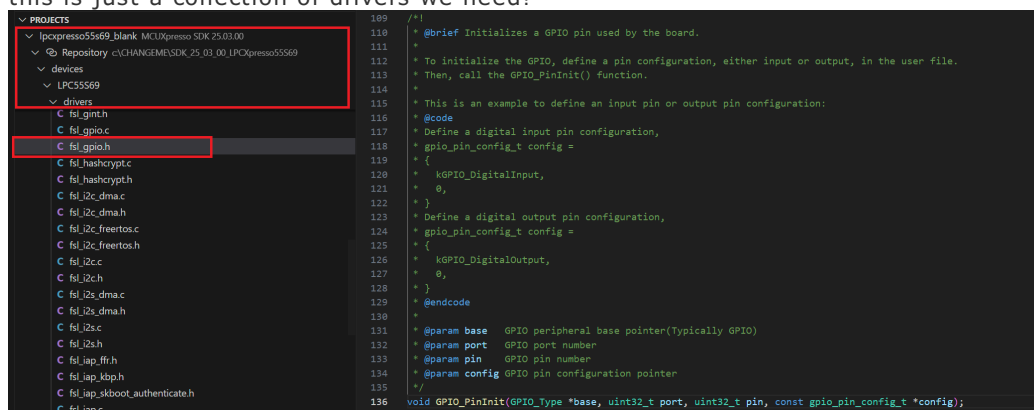 this is just a collection of drivers we need!
PROJECTS
lpcxpresso55s69_blank MCUXpresso SDK 25.03.00
Repository c:\CHANGEME\SDK_25_03_00_LPCXpresso55S69
devices
LPC55S69
drivers
C fsl_gint.h
C fsl_gpio.c
C fsl_gpio.h
C fsl_hashcrypt.c
C fsl_hashcrypt.h
C fsl_i2c_dma.c
C fsl_i2c_dma.h
C fsl_i2c_freertos.c
C fsl_i2c_freertos.h
C fsl_i2c.c
C fsl_i2c.h
C fsl_i2s_dma.c
C fsl_i2s_dma.h
C fsl_i2s.c
C fsl_i2s.h
C fsl_iap_ffr.h
C fsl_iap_kbp.h
C fsl_iap_skboot_authenticate.h
C fsl_iap.c
109 /*!
110 * @brief Initializes a GPIO pin used by the board.
111 *
112 * To initialize the GPIO, define a pin configuration, either input or output, in the user file.
113 * Then, call the GPIO_PinInit() function.
114 *
115 * This is an example to define an input pin or output pin configuration:
116 * @code
117 * Define a digital input pin configuration,
118 * gpio_pin_config_t config =
119 * {
120 * kGPIO_DigitalInput,
121 * 0,
122 * }
123 * Define a digital output pin configuration,
124 * gpio_pin_config_t config =
125 * {
126 * kGPIO_DigitalOutput,
127 * 0,
128 * }
129 * @endcode
130 *
131 * @param base GPIO peripheral base pointer(Typically GPIO)
132 * @param port GPIO port number
133 * @param pin GPIO pin number
134 * @param config GPIO pin configuration pointer
135 */
136 void GPIO_PinInit(GPIO_Type *base, uint32_t port, uint32_t pin, const gpio_pin_config_t *config);